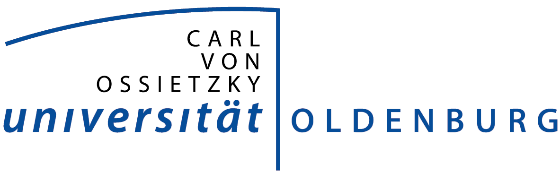 CARL
VON
OSSIETZKY
universität OLDENBURG